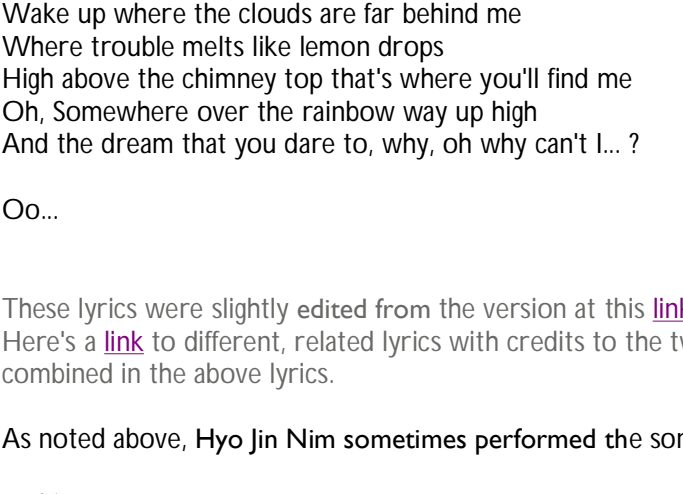 Wake up where the clouds are far behind me
Where trouble melts like lemon drops
High above the chimney top that's where you'll find me
Oh, Somewhere over the rainbow way up high
And the dream that you dare to, why, oh why can't I... ?
Oo...
These lyrics were slightly edited from the version at this
Here's a link to different, related lyrics with credits to the
combined in the above lyrics.
As noted above, Hyo Jin Nim sometimes performed the